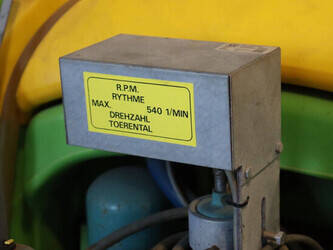 R.P.M.
RYTHME
MAX. 540 1/MIN
DREHZAHL
TOERENTAL